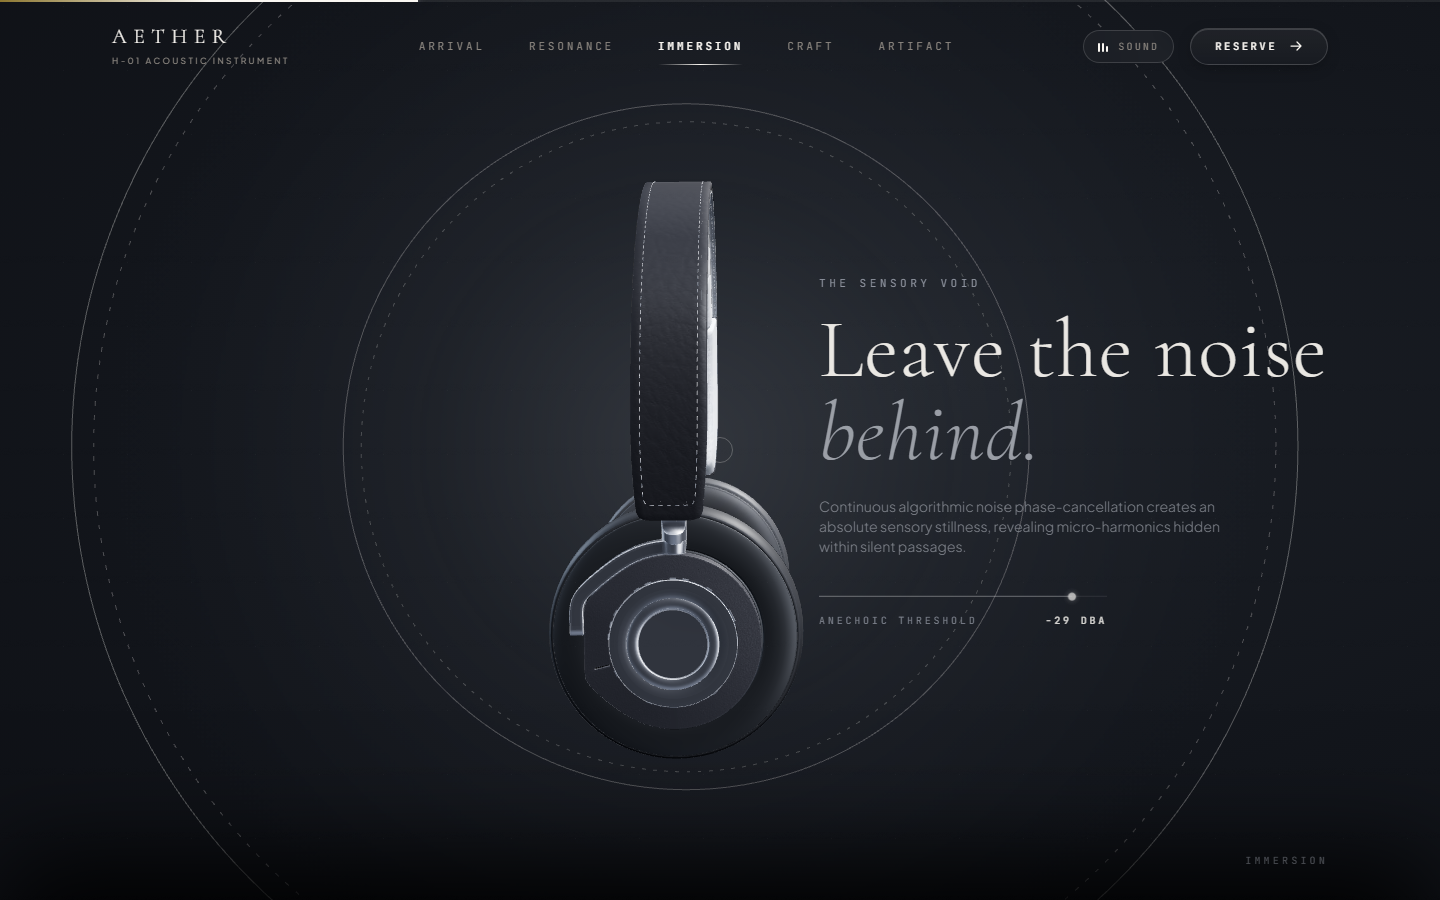 AETHER
H-01 ACOUSTIC INSTRUMENT
ARRIVAL
RESONANCE
IMMERSION
CRAFT
ARTIFACT
SOUND
RESERVE →
THE SENSORY VOID
Leave the noise
behind.
Continuous algorithmic noise phase-cancellation creates an
absolute sensory stillness, revealing micro-harmonics hidden
within silent passages.
ANECHOIC THRESHOLD
-29 DBA
IMMERSION